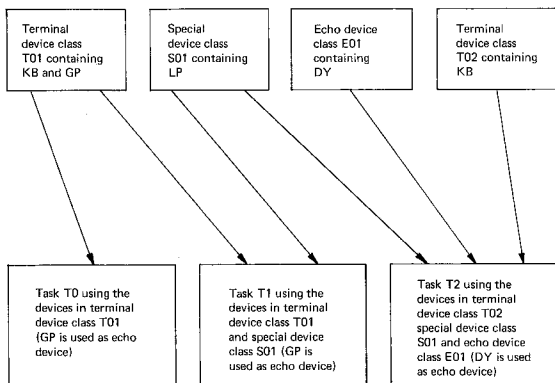 Terminal
device class
T01 containing
KB and GP
Special
device class
S01 containing
LP
Echo device
class E01
containing
DY
Terminal
device class
T02 containing
KB
Task T0 using the
devices in terminal
device class T01
(GP is used as echo
device)
Task T1 using the
devices in terminal
device class T01
and special device
class S01 (GP is
used as echo device)
Task T2 using the
devices in terminal
device class T02
special device class
S01 and echo device
class E01 (DY is used
as echo device)